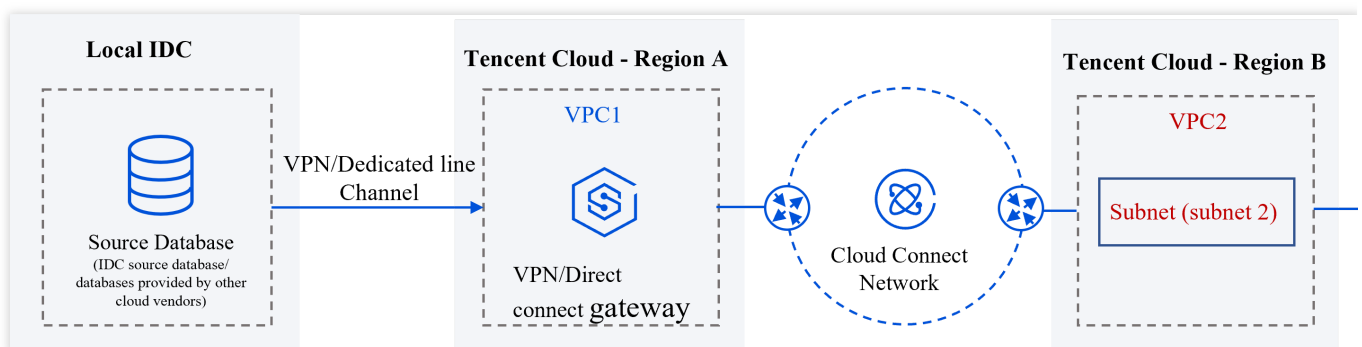 Local IDC
Source Database
(IDC source database/
databases provided by other
cloud vendors)
VPN/Dedicated line
Channel
Tencent Cloud - Region A
VPC1
VPN/Direct
connect gateway
Cloud Connect
Network
Tencent Cloud - Region B
VPC2
Subnet (subnet 2)